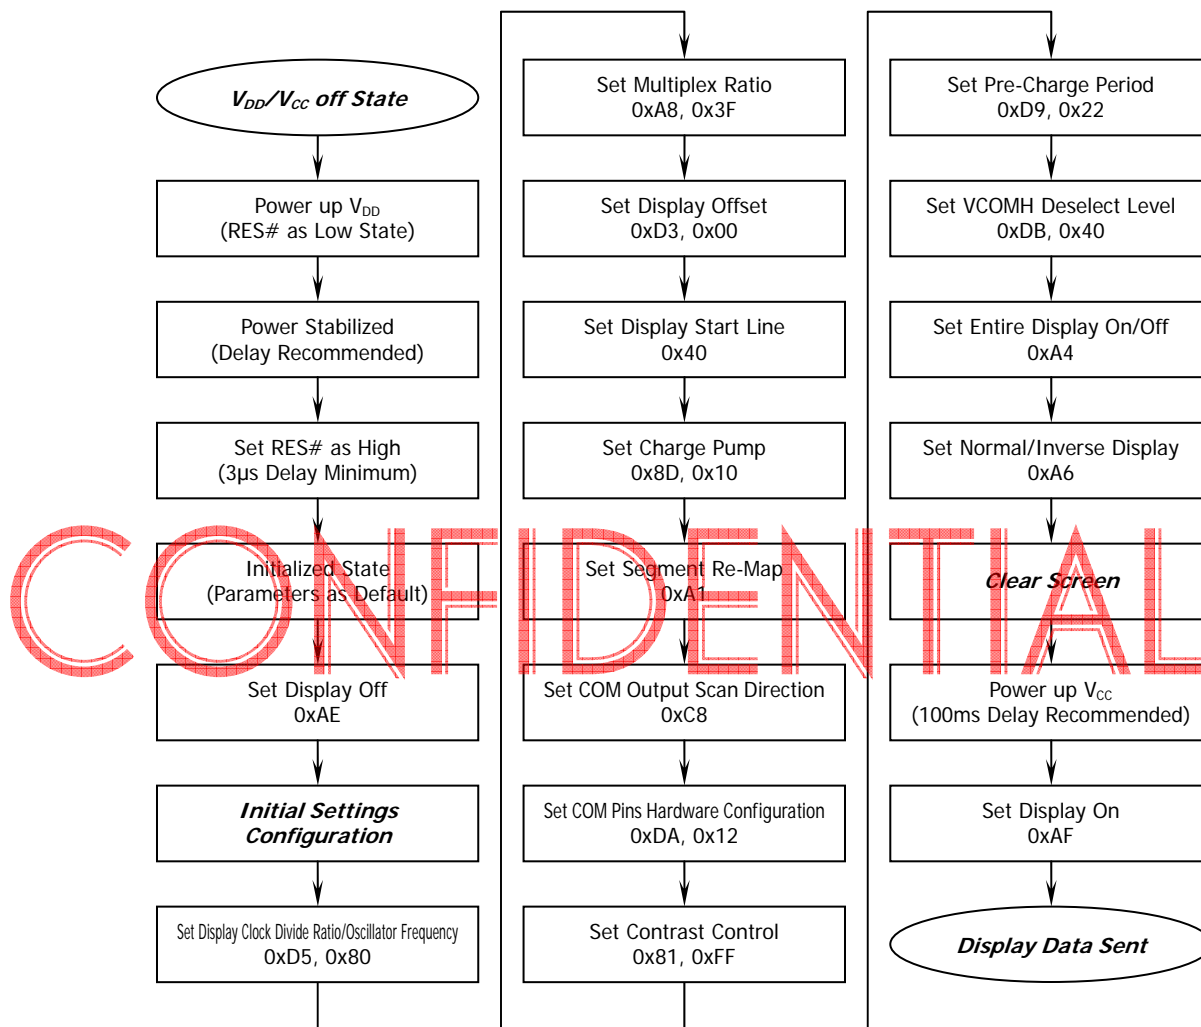 V_DD/V_CC off State
Power up V_DD
(RES# as Low State)
Power Stabilized
(Delay Recommended)
Set RES# as High
(3µs Delay Minimum)
Initialized State
(Parameters as Default)
Set Display Off
0xAE
Initial Settings
Configuration
Set Display Clock Divide Ratio/Oscillator Frequency
0xD5, 0x80
Set Multiplex Ratio
0xA8, 0x3F
Set Display Offset
0xD3, 0x00
Set Display Start Line
0x40
Set Charge Pump
0x8D, 0x10
Set Segment Re-Map
0xA1
Set COM Output Scan Direction
0xC8
Set COM Pins Hardware Configuration
0xDA, 0x12
Set Contrast Control
0x81, 0xFF
Set Pre-Charge Period
0xD9, 0x22
Set VCOMH Deselect Level
0xDB, 0x40
Set Entire Display On/Off
0xA4
Set Normal/Inverse Display
0xA6
Clear Screen
Power up V_CC
(100ms Delay Recommended)
Set Display On
0xAF
Display Data Sent
CONFIDENTIAL